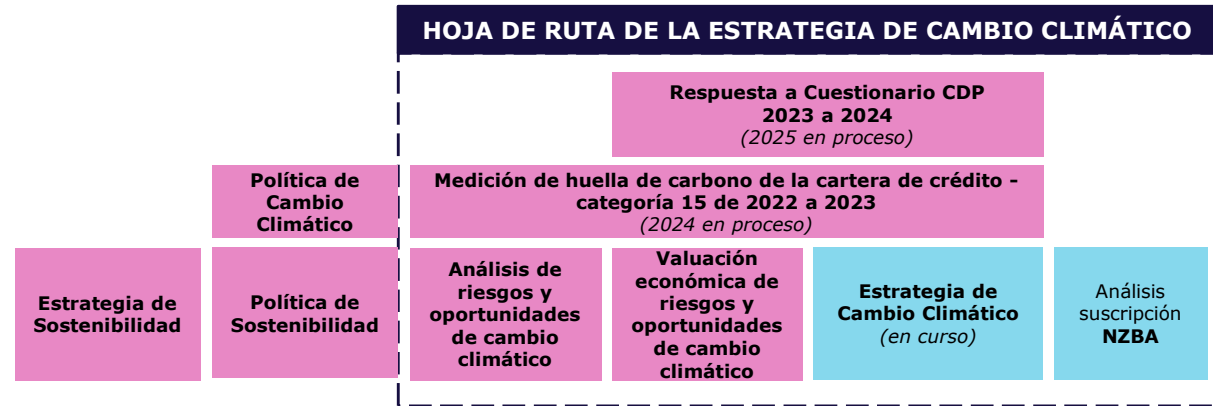 HOJA DE RUTA DE LA ESTRATEGIA DE CAMBIO CLIMÁTICO
Respuesta a Cuestionario CDP
2023 a 2024
(2025 en proceso)
Política de
Cambio
Climático
Medición de huella de carbono de la cartera de crédito -
categoría 15 de 2022 a 2023
(2024 en proceso)
Estrategia de
Sostenibilidad
Política de
Sostenibilidad
Análisis de
riesgos y
oportunidades
de cambio
climático
Valuación
económica de
riesgos y
oportunidades
de cambio
climático
Estrategia de
Cambio Climático
(en curso)
Análisis
suscripción
NZBA